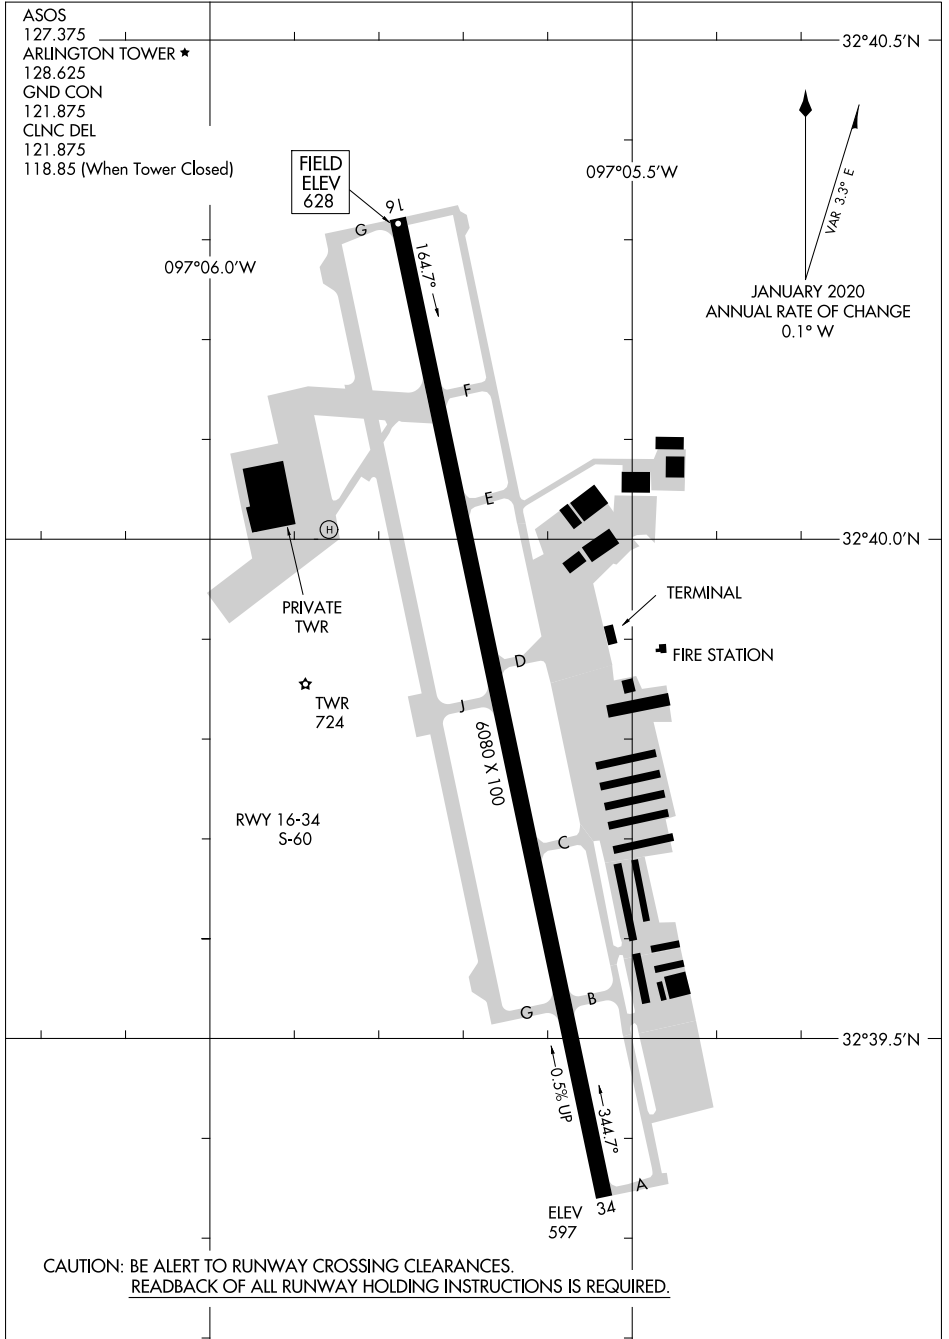 ASOS
127.375
ARLINGTON TOWER ★
128.625
GND CON
121.875
CLNC DEL
121.875
118.85 (When Tower Closed)
32°40.5'N
FIELD
ELEV
628
097°05.5'W
VAR 3.3° E
16
G
164.7°
097°06.0'W
JANUARY 2020
ANNUAL RATE OF CHANGE
0.1° W
F
E
H
32°40.0'N
PRIVATE
TWR
TERMINAL
D
FIRE STATION
TWR
724
J
6080 X 100
RWY 16-34
S-60
C
B
G
32°39.5'N
0.5% UP
344.7°
A
ELEV
597
34
CAUTION: BE ALERT TO RUNWAY CROSSING CLEARANCES.
READBACK OF ALL RUNWAY HOLDING INSTRUCTIONS IS REQUIRED.